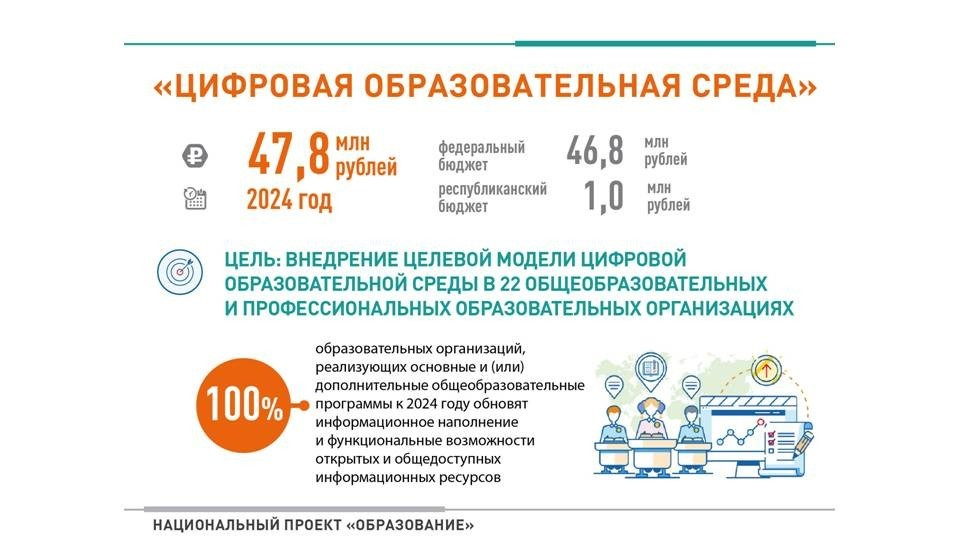 «ЦИФРОВАЯ ОБРАЗОВАТЕЛЬНАЯ СРЕДА»
47,8 млн рублей
2024 год
федеральный бюджет 46,8 млн рублей
республиканский бюджет 1,0 млн рублей
ЦЕЛЬ: ВНЕДРЕНИЕ ЦЕЛЕВОЙ МОДЕЛИ ЦИФРОВОЙ
ОБРАЗОВАТЕЛЬНОЙ СРЕДЫ В 22 ОБЩЕОБРАЗОВАТЕЛЬНЫХ
И ПРОФЕССИОНАЛЬНЫХ ОБРАЗОВАТЕЛЬНЫХ ОРГАНИЗАЦИЯХ
100%
образовательных организаций,
реализующих основные и (или)
дополнительные общеобразовательные
программы к 2024 году обновят
информационное наполнение
и функциональные возможности
открытых и общедоступных
информационных ресурсов
НАЦИОНАЛЬНЫЙ ПРОЕКТ «ОБРАЗОВАНИЕ»